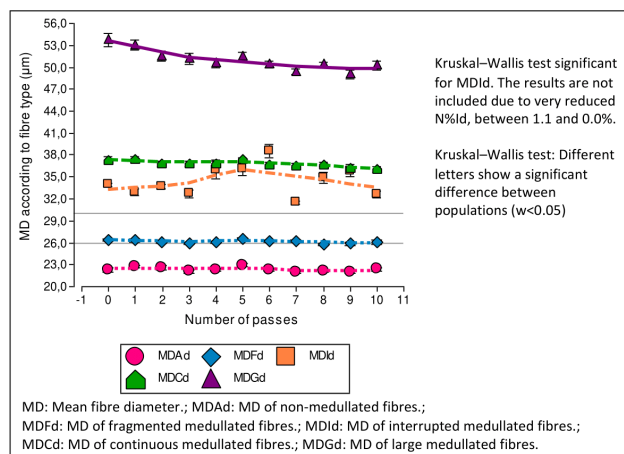 56,0
53,0
50,0
47,0
41,0
38,0
35,0
32,0
29,0
26,0
23,0
20,0
MD according to fibre type (µm)
-1 0 1 2 3 4 5 6 7 8 9 10 11
Number of passes
MDAd MDFd MDId
MDCd MDGd
Kruskal–Wallis test significant
for MDId. The results are not
included due to very reduced
N%Id, between 1.1 and 0.0%.
Kruskal–Wallis test: Different
letters show a significant
difference between
populations (w<0.05)
MD: Mean fibre diameter.; MDAd: MD of non-medullated fibres.;
MDFd: MD of fragmented medullated fibres.; MDId: MD of interrupted medullated fibres.;
MDCd: MD of continuous medullated fibres.; MDGd: MD of large medullated fibres.